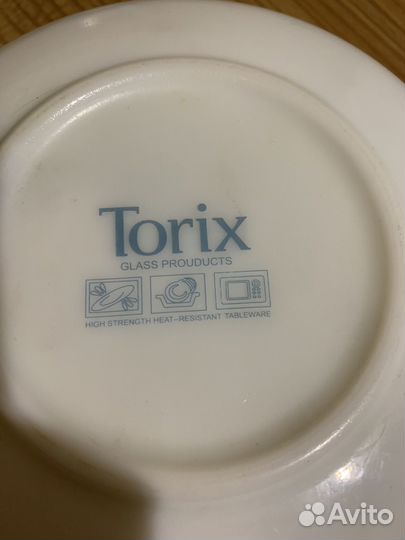 Torix
GLASS PROUDUCTS
HIGH STRENGTH HEAT-RESISTANT TABLEWARE
Avito